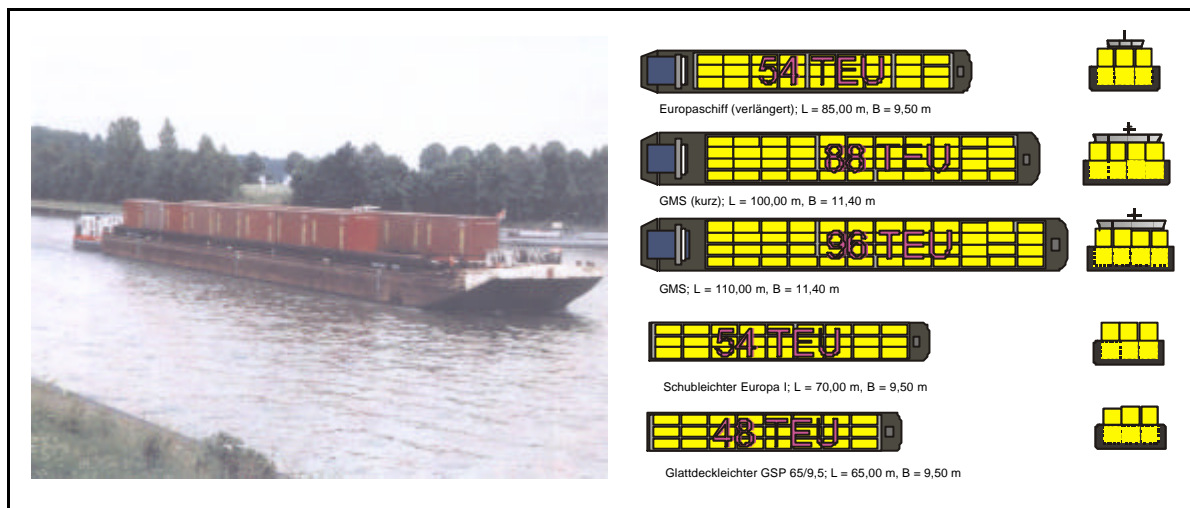 54 TEU
Europaschiff (verlängert); L = 85,00 m, B = 9,50 m
88 TEU
GMS (kurz); L = 100,00 m, B = 11,40 m
96 TEU
GMS; L = 110,00 m, B = 11,40 m
54 TEU
Schubleichter Europa I; L = 70,00 m, B = 9,50 m
48 TEU
Glattdeckleichter GSP 65/9,5; L = 65,00 m, B = 9,50 m